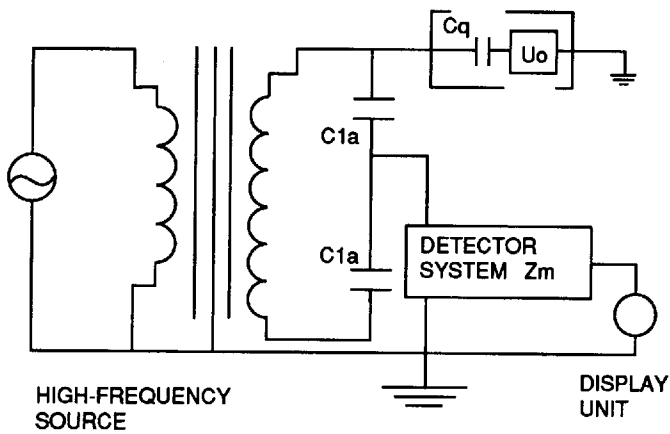 Cq
Uo
C1a
C1a
DETECTOR
SYSTEM Zm
HIGH-FREQUENCY
SOURCE
DISPLAY
UNIT